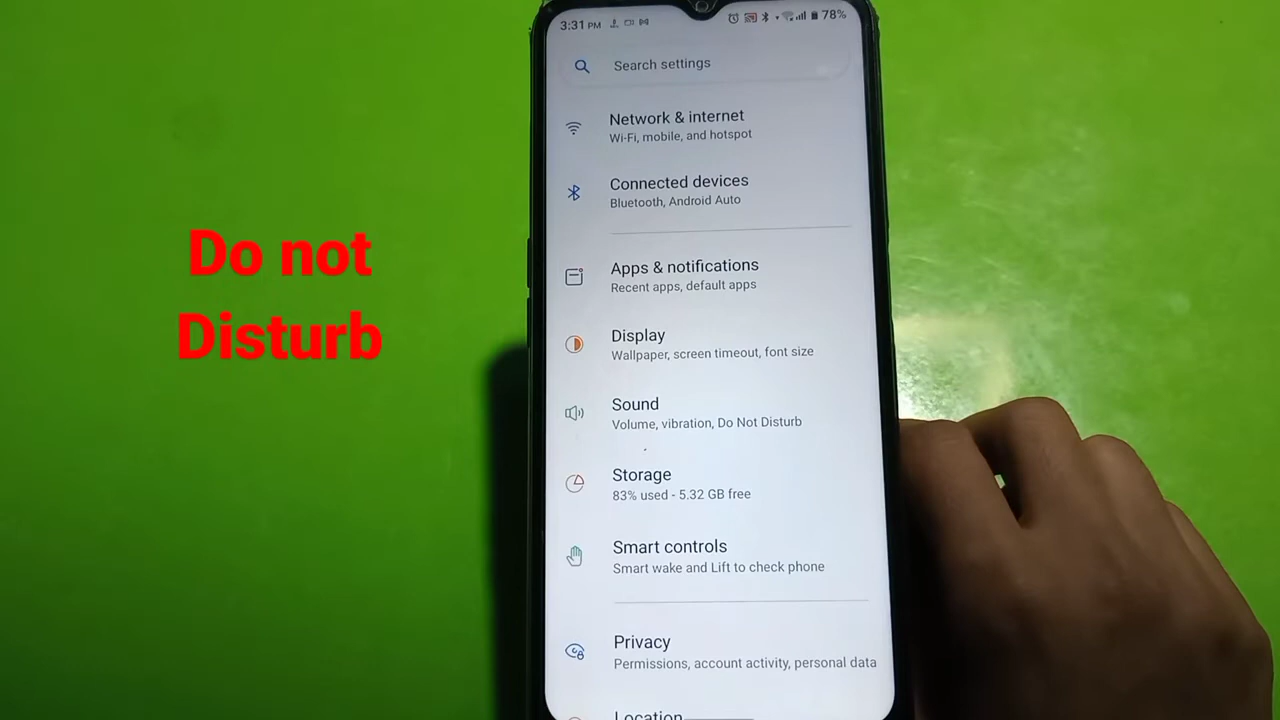 Do not
Disturb
3:31 PM
78%
Search settings
Network & internet
Wi-Fi, mobile, and hotspot
Connected devices
Bluetooth, Android Auto
Apps & notifications
Recent apps, default apps
Display
Wallpaper, screen timeout, font size
Sound
Volume, vibration, Do Not Disturb
Storage
83% used - 5.32 GB free
Smart controls
Smart wake and Lift to check phone
Privacy
Permissions, account activity, personal data
Location